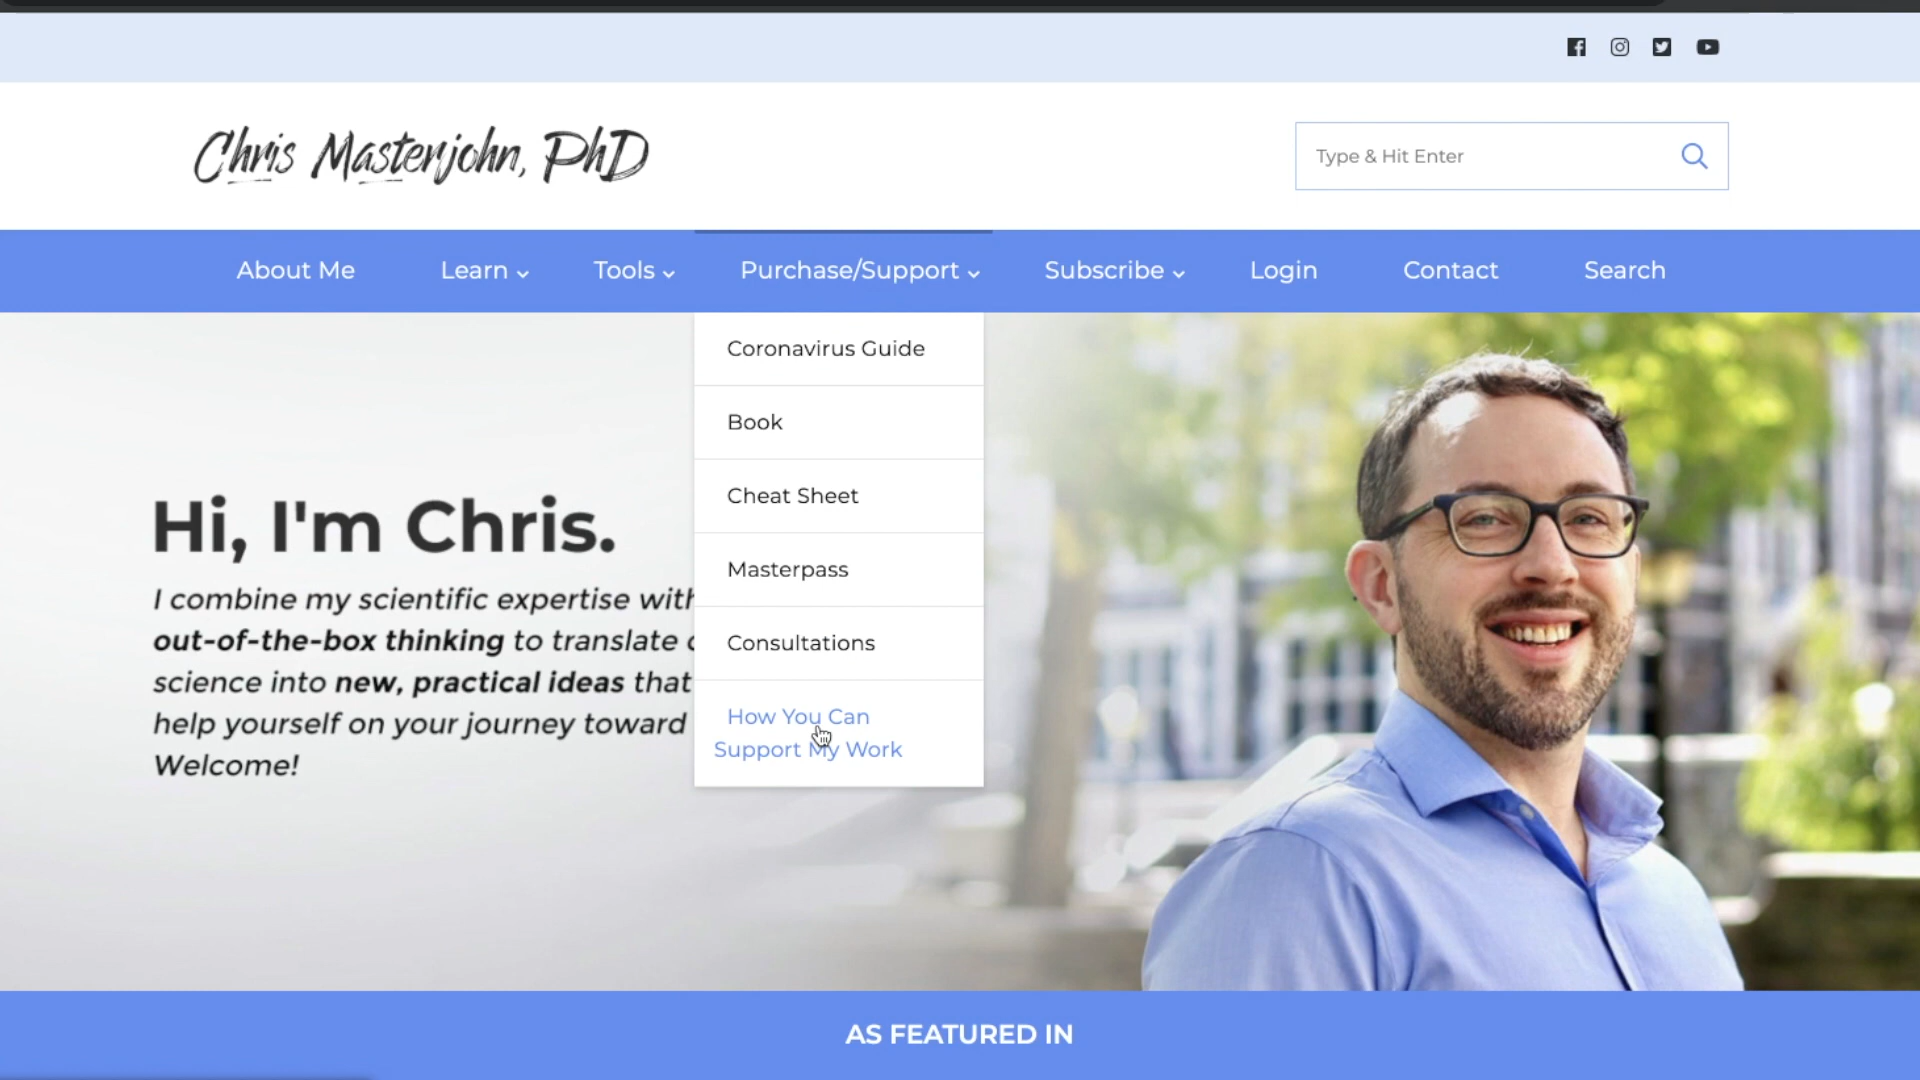 Chris Masterjohn, PhD
Type & Hit Enter
About Me
Learn
Tools
Purchase/Support
Subscribe
Login
Contact
Search
Coronavirus Guide
Book
Cheat Sheet
Masterpass
Consultations
How You Can
Support My Work
Hi, I'm Chris.
I combine my scientific expertise with
out-of-the-box thinking to translate
science into new, practical ideas that
help yourself on your journey toward
Welcome!
AS FEATURED IN